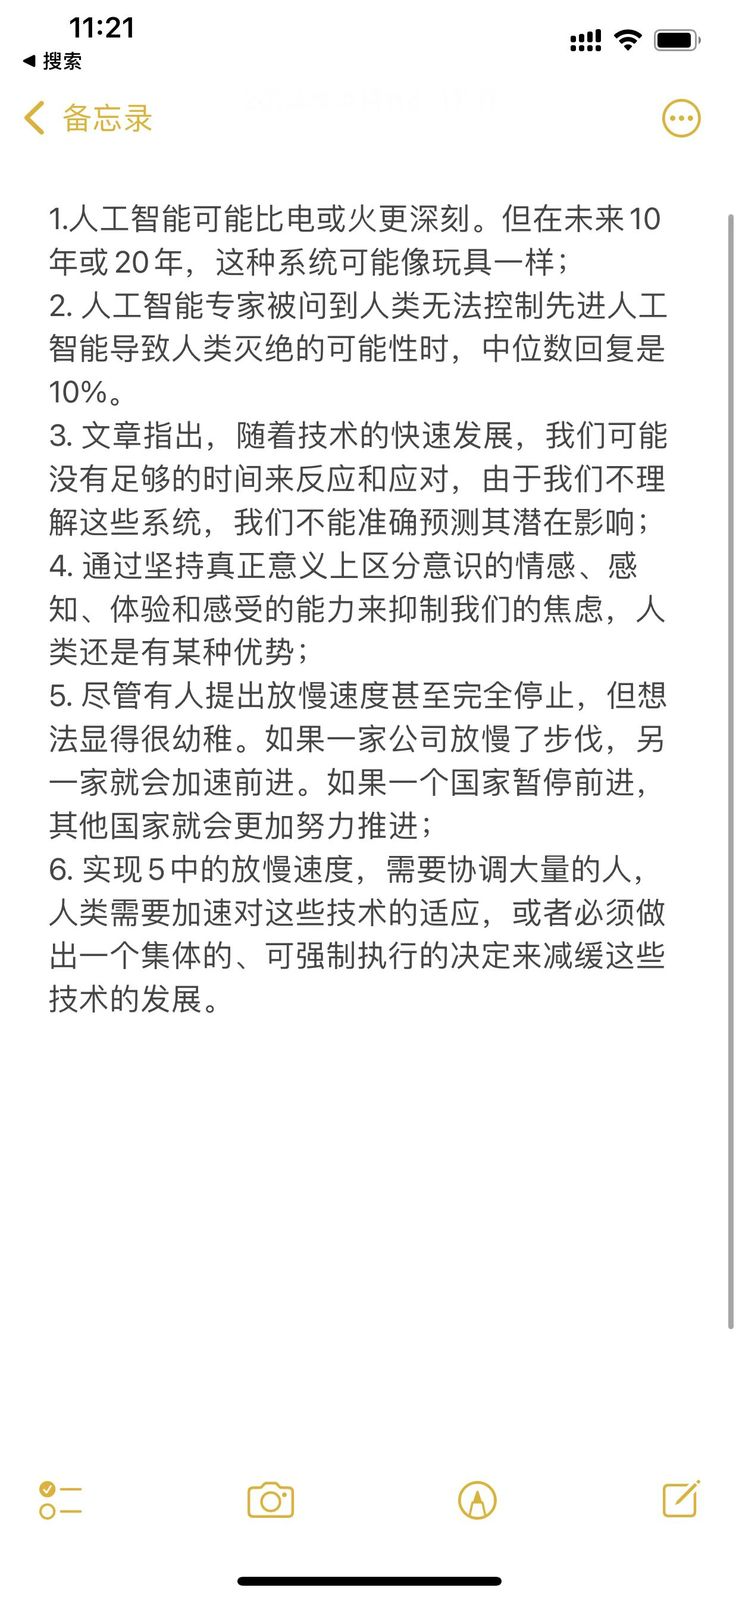 11:21
◀ 搜索
备忘录
1.人工智能可能比电或火更深刻。但在未来10
年或20年，这种系统可能像玩具一样；
2. 人工智能专家被问到人类无法控制先进人工
智能导致人类灭绝的可能性时，中位数回复是
10%。
3. 文章指出，随着技术的快速发展，我们可能
没有足够的时间来反应和应对，由于我们不理
解这些系统，我们不能准确预测其潜在影响；
4. 通过坚持真正意义上区分意识的情感、感
知、体验和感受的能力来抑制我们的焦虑，人
类还是有某种优势；
5. 尽管有人提出放慢速度甚至完全停止，但想
法显得很幼稚。如果一家公司放慢了步伐，另
一家就会加速前进。如果一个国家暂停前进，
其他国家就会更加努力推进；
6. 实现5中的放慢速度，需要协调大量的人，
人类需要加速对这些技术的适应，或者必须做
出一个集体的、可强制执行的决定来减缓这些
技术的发展。